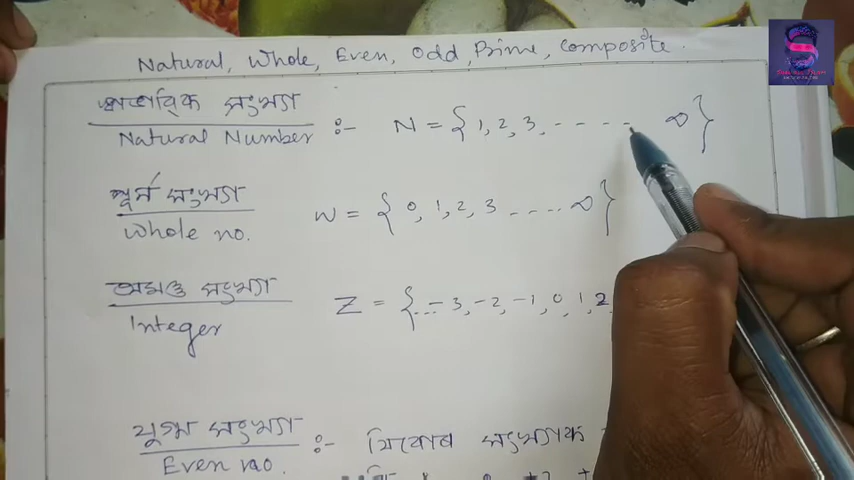 Natural, Whole, Even, Odd, Prime, Composite.
স্বাভাৱিক সংখ্যা
Natural Number :- N = {1, 2, 3, - - - - - ∞}
পূৰ্ণ সংখ্যা
Whole no. W = {0, 1, 2, 3 ..... ∞}
অখণ্ড সংখ্যা
Integer Z = {... -3, -2, -1, 0, 1, 2
যুগ্ম সংখ্যা
Even no. :- যিবোৰ সংখ্যাক